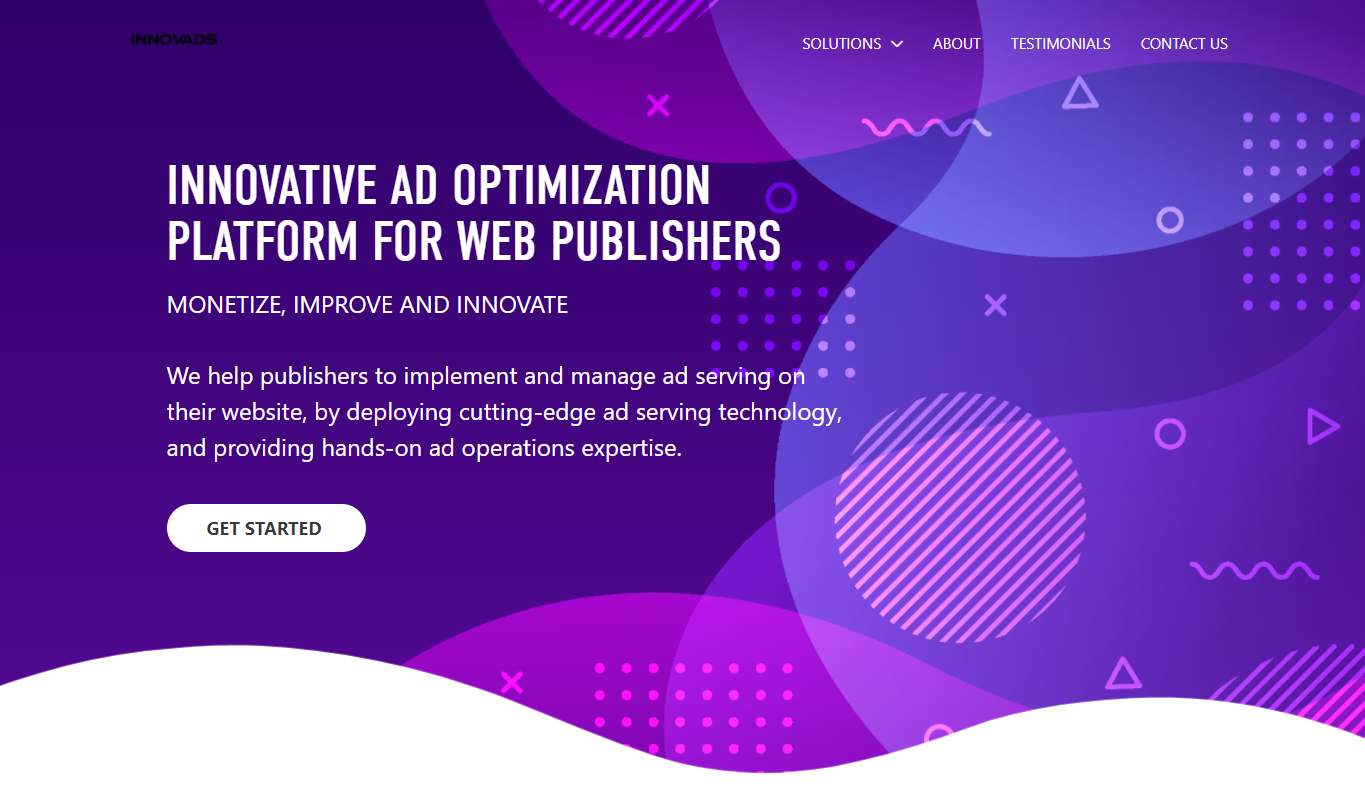 INNOVADS
SOLUTIONS
ABOUT
TESTIMONIALS
CONTACT US
INNOVATIVE AD OPTIMIZATION
PLATFORM FOR WEB PUBLISHERS
MONETIZE, IMPROVE AND INNOVATE
We help publishers to implement and manage ad serving on
their website, by deploying cutting-edge ad serving technology,
and providing hands-on ad operations expertise.
GET STARTED